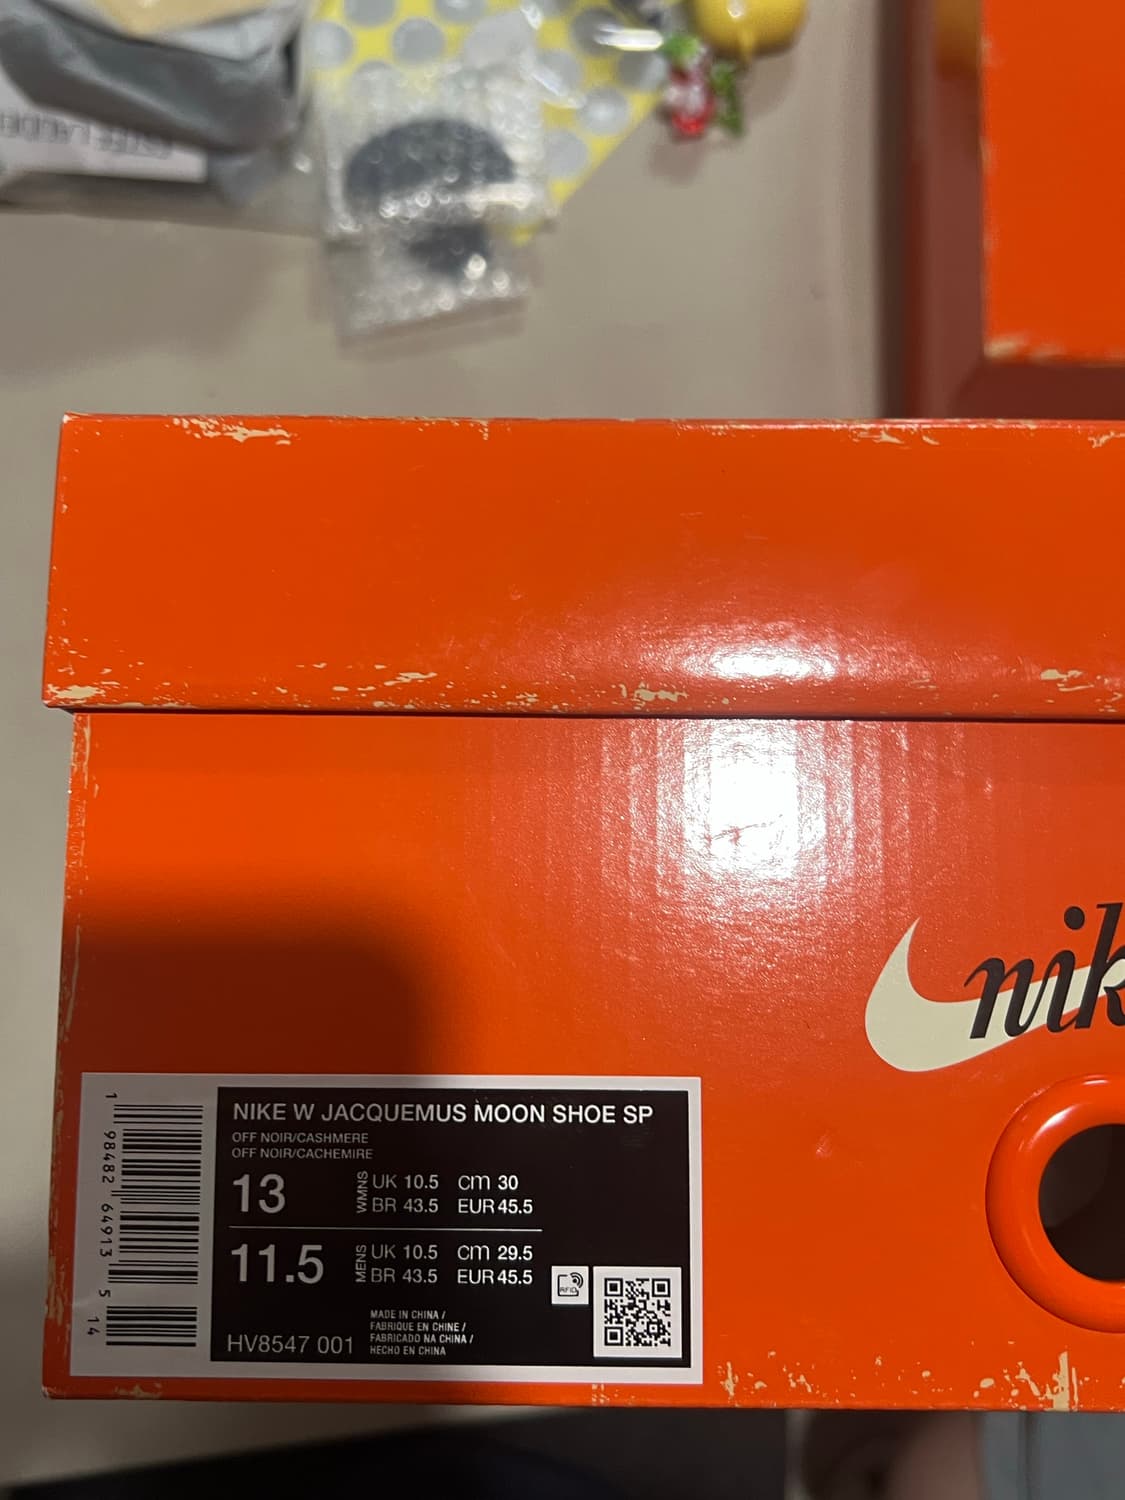 nik
NIKE W JACQUEMUS MOON SHOE SP
OFF NOIR/CASHMERE
OFF NOIR/CACHEMIRE
13 WMNS UK 10.5 cm 30
BR 43.5 EUR 45.5
11.5 MENS UK 10.5 cm 29.5
BR 43.5 EUR 45.5
RFID
HV8547 001
MADE IN CHINA /
FABRIQUE EN CHINE /
FABRICADO NA CHINA /
HECHO EN CHINA
1 98482 64913 5 14